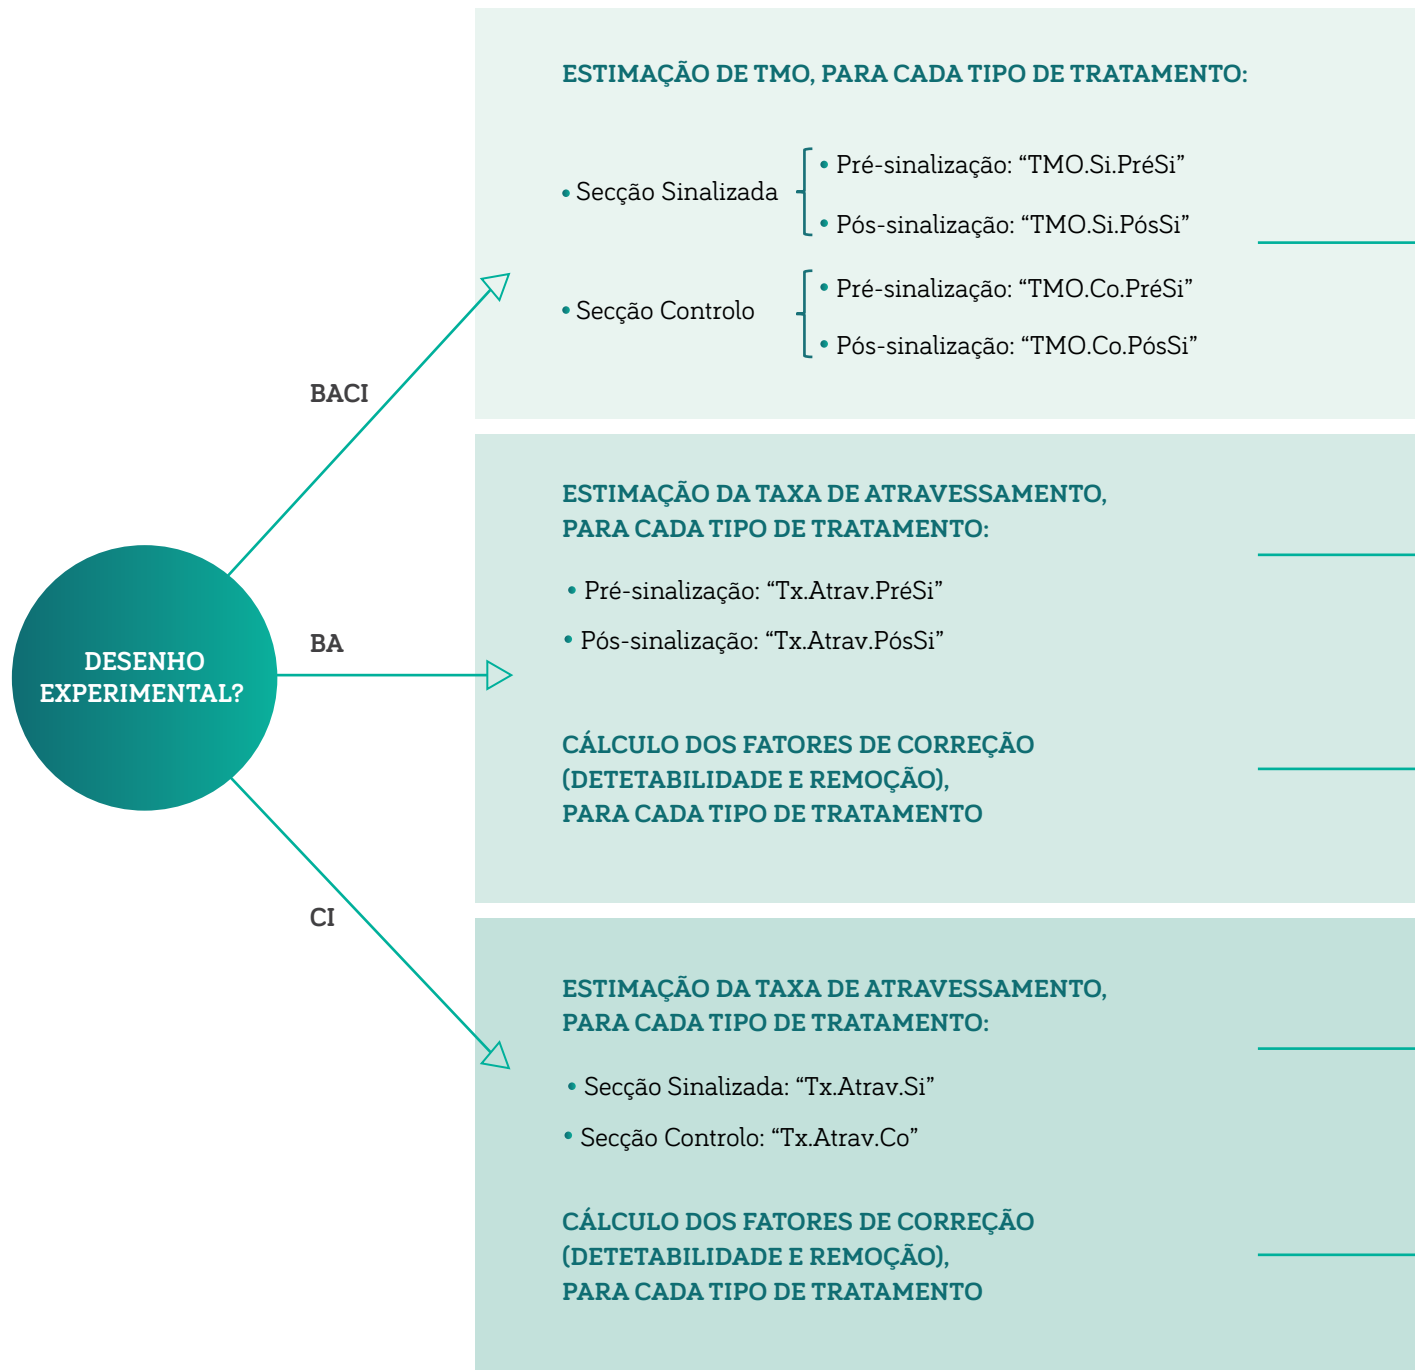 ESTIMAÇÃO DE TMO, PARA CADA TIPO DE TRATAMENTO:
• Secção Sinalizada
• Pré-sinalização: “TMO.Si.PréSi”
• Pós-sinalização: “TMO.Si.PósSi”
• Secção Controlo
• Pré-sinalização: “TMO.Co.PréSi”
• Pós-sinalização: “TMO.Co.PósSi”
BACI
ESTIMAÇÃO DA TAXA DE ATRAVESSAMENTO,
PARA CADA TIPO DE TRATAMENTO:
• Pré-sinalização: “Tx.Atrav.PréSi”
• Pós-sinalização: “Tx.Atrav.PósSi”
BA
DESENHO
EXPERIMENTAL?
CÁLCULO DOS FATORES DE CORREÇÃO
(DETETABILIDADE E REMOÇÃO),
PARA CADA TIPO DE TRATAMENTO
CI
ESTIMAÇÃO DA TAXA DE ATRAVESSAMENTO,
PARA CADA TIPO DE TRATAMENTO:
• Secção Sinalizada: “Tx.Atrav.Si”
• Secção Controlo: “Tx.Atrav.Co”
CÁLCULO DOS FATORES DE CORREÇÃO
(DETETABILIDADE E REMOÇÃO),
PARA CADA TIPO DE TRATAMENTO